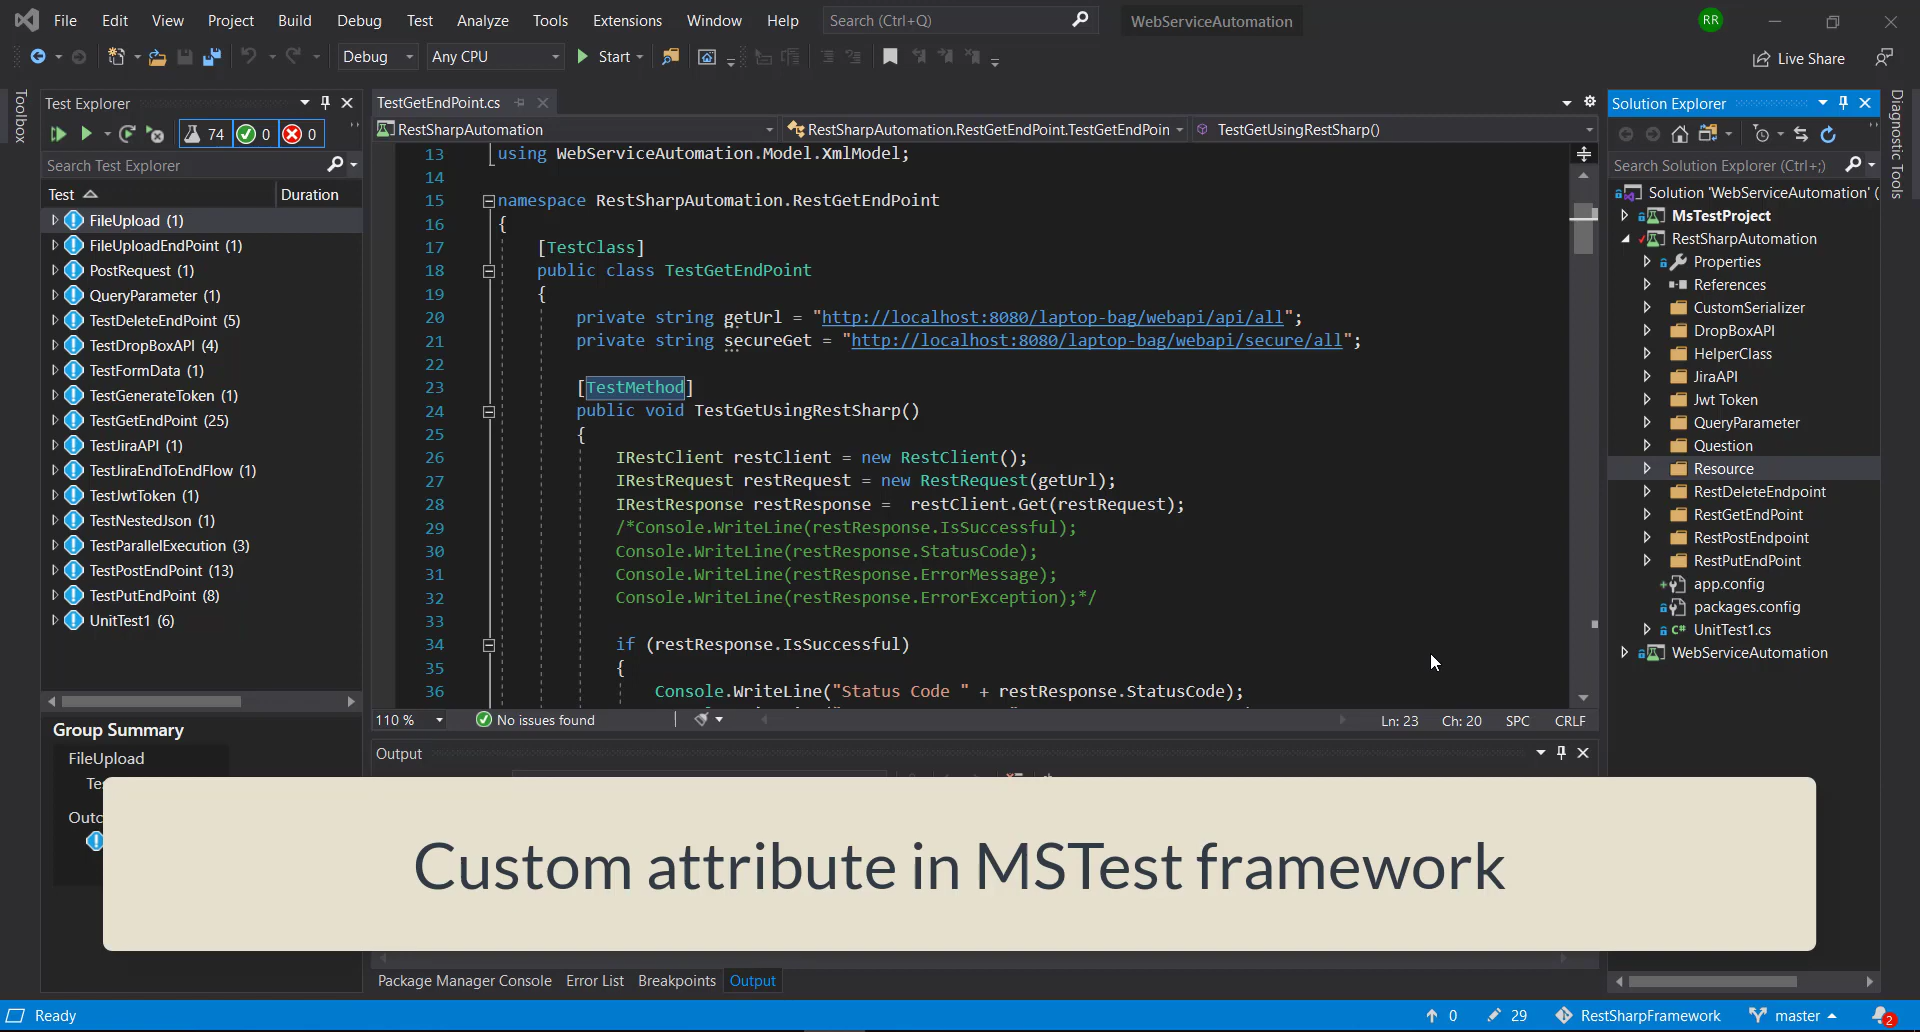 File Edit View Project Build Debug Test Analyze Tools Extensions Window Help Search (Ctrl+Q) WebServiceAutomation RR
Debug Any CPU Start Live Share
Toolbox
Test Explorer
74 0 0
Search Test Explorer
Test Duration
FileUpload (1)
FileUploadEndPoint (1)
PostRequest (1)
QueryParameter (1)
TestDeleteEndPoint (5)
TestDropBoxAPI (4)
TestFormData (1)
TestGenerateToken (1)
TestGetEndPoint (25)
TestJiraAPI (1)
TestJiraEndToEndFlow (1)
TestJwtToken (1)
TestNestedJson (1)
TestParallelExecution (3)
TestPostEndPoint (13)
TestPutEndPoint (8)
UnitTest1 (6)
Group Summary
FileUpload
TestGetEndPoint.cs
RestSharpAutomation RestSharpAutomation.RestGetEndPoint.TestGetEndPoin TestGetUsingRestSharp()
13 using WebServiceAutomation.Model.XmlModel;
14
15 namespace RestSharpAutomation.RestGetEndPoint
16 {
17 [TestClass]
18 public class TestGetEndPoint
19 {
20 private string getUrl = "http://localhost:8080/laptop-bag/webapi/api/all";
21 private string secureGet = "http://localhost:8080/laptop-bag/webapi/secure/all";
22
23 [TestMethod]
24 public void TestGetUsingRestSharp()
25 {
26 IRestClient restClient = new RestClient();
27 IRestRequest restRequest = new RestRequest(getUrl);
28 IRestResponse restResponse = restClient.Get(restRequest);
29 /*Console.WriteLine(restResponse.IsSuccessful);
30 Console.WriteLine(restResponse.StatusCode);
31 Console.WriteLine(restResponse.ErrorMessage);
32 Console.WriteLine(restResponse.ErrorException);*/
33
34 if (restResponse.IsSuccessful)
35 {
36 Console.WriteLine("Status Code " + restResponse.StatusCode);
110 % No issues found Ln: 23 Ch: 20 SPC CRLF
Output
Solution Explorer
Search Solution Explorer (Ctrl+;)
Solution 'WebServiceAutomation' (
MsTestProject
RestSharpAutomation
Properties
References
CustomSerializer
DropBoxAPI
HelperClass
JiraAPI
Jwt Token
QueryParameter
Question
Resource
RestDeleteEndpoint
RestGetEndPoint
RestPostEndpoint
RestPutEndPoint
app.config
packages.config
UnitTest1.cs
WebServiceAutomation
Diagnostic Tools
Custom attribute in MSTest framework
Package Manager Console Error List Breakpoints Output
Ready 0 29 RestSharpFramework master 2